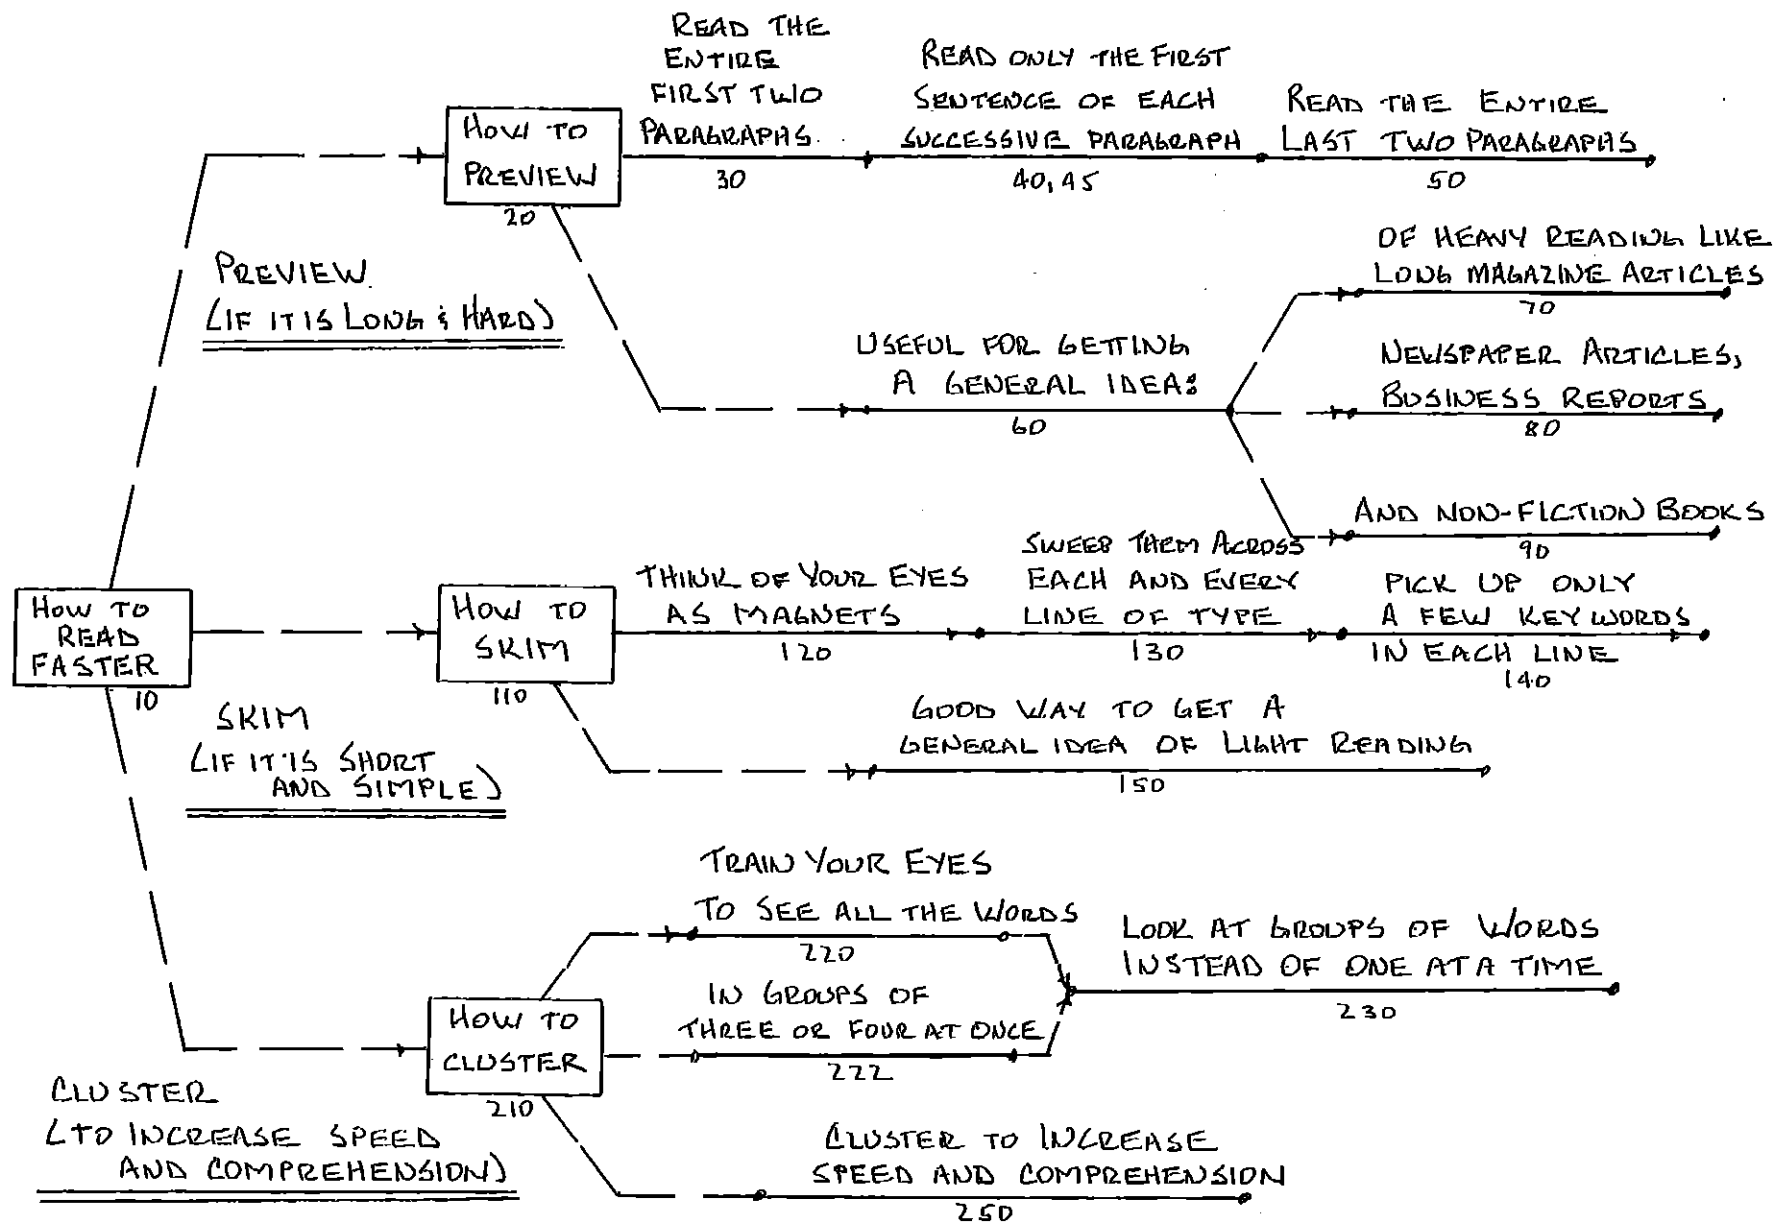 READ THE
ENTIRE
FIRST TWO
PARAGRAPHS
30
READ ONLY THE FIRST
SENTENCE OF EACH
SUCCESSIVE PARAGRAPH
40,45
READ THE ENTIRE
LAST TWO PARAGRAPHS
50
HOW TO
PREVIEW
20
PREVIEW
(IF IT IS LONG & HARD)
USEFUL FOR GETTING
A GENERAL IDEA:
60
OF HEAVY READING LIKE
LONG MAGAZINE ARTICLES
70
NEWSPAPER ARTICLES,
BUSINESS REPORTS
80
AND NON-FICTION BOOKS
90
HOW TO
READ
FASTER
10
HOW TO
SKIM
110
THINK OF YOUR EYES
AS MAGNETS
120
SWEEP THEM ACROSS
EACH AND EVERY
LINE OF TYPE
130
PICK UP ONLY
A FEW KEY WORDS
IN EACH LINE
140
SKIM
(IF IT IS SHORT
AND SIMPLE)
GOOD WAY TO GET A
GENERAL IDEA OF LIGHT READING
150
TRAIN YOUR EYES
TO SEE ALL THE WORDS
220
IN GROUPS OF
THREE OR FOUR AT ONCE
222
LOOK AT GROUPS OF WORDS
INSTEAD OF ONE AT A TIME
230
HOW TO
CLUSTER
210
CLUSTER
(TO INCREASE SPEED
AND COMPREHENSION)
CLUSTER TO INCREASE
SPEED AND COMPREHENSION
250